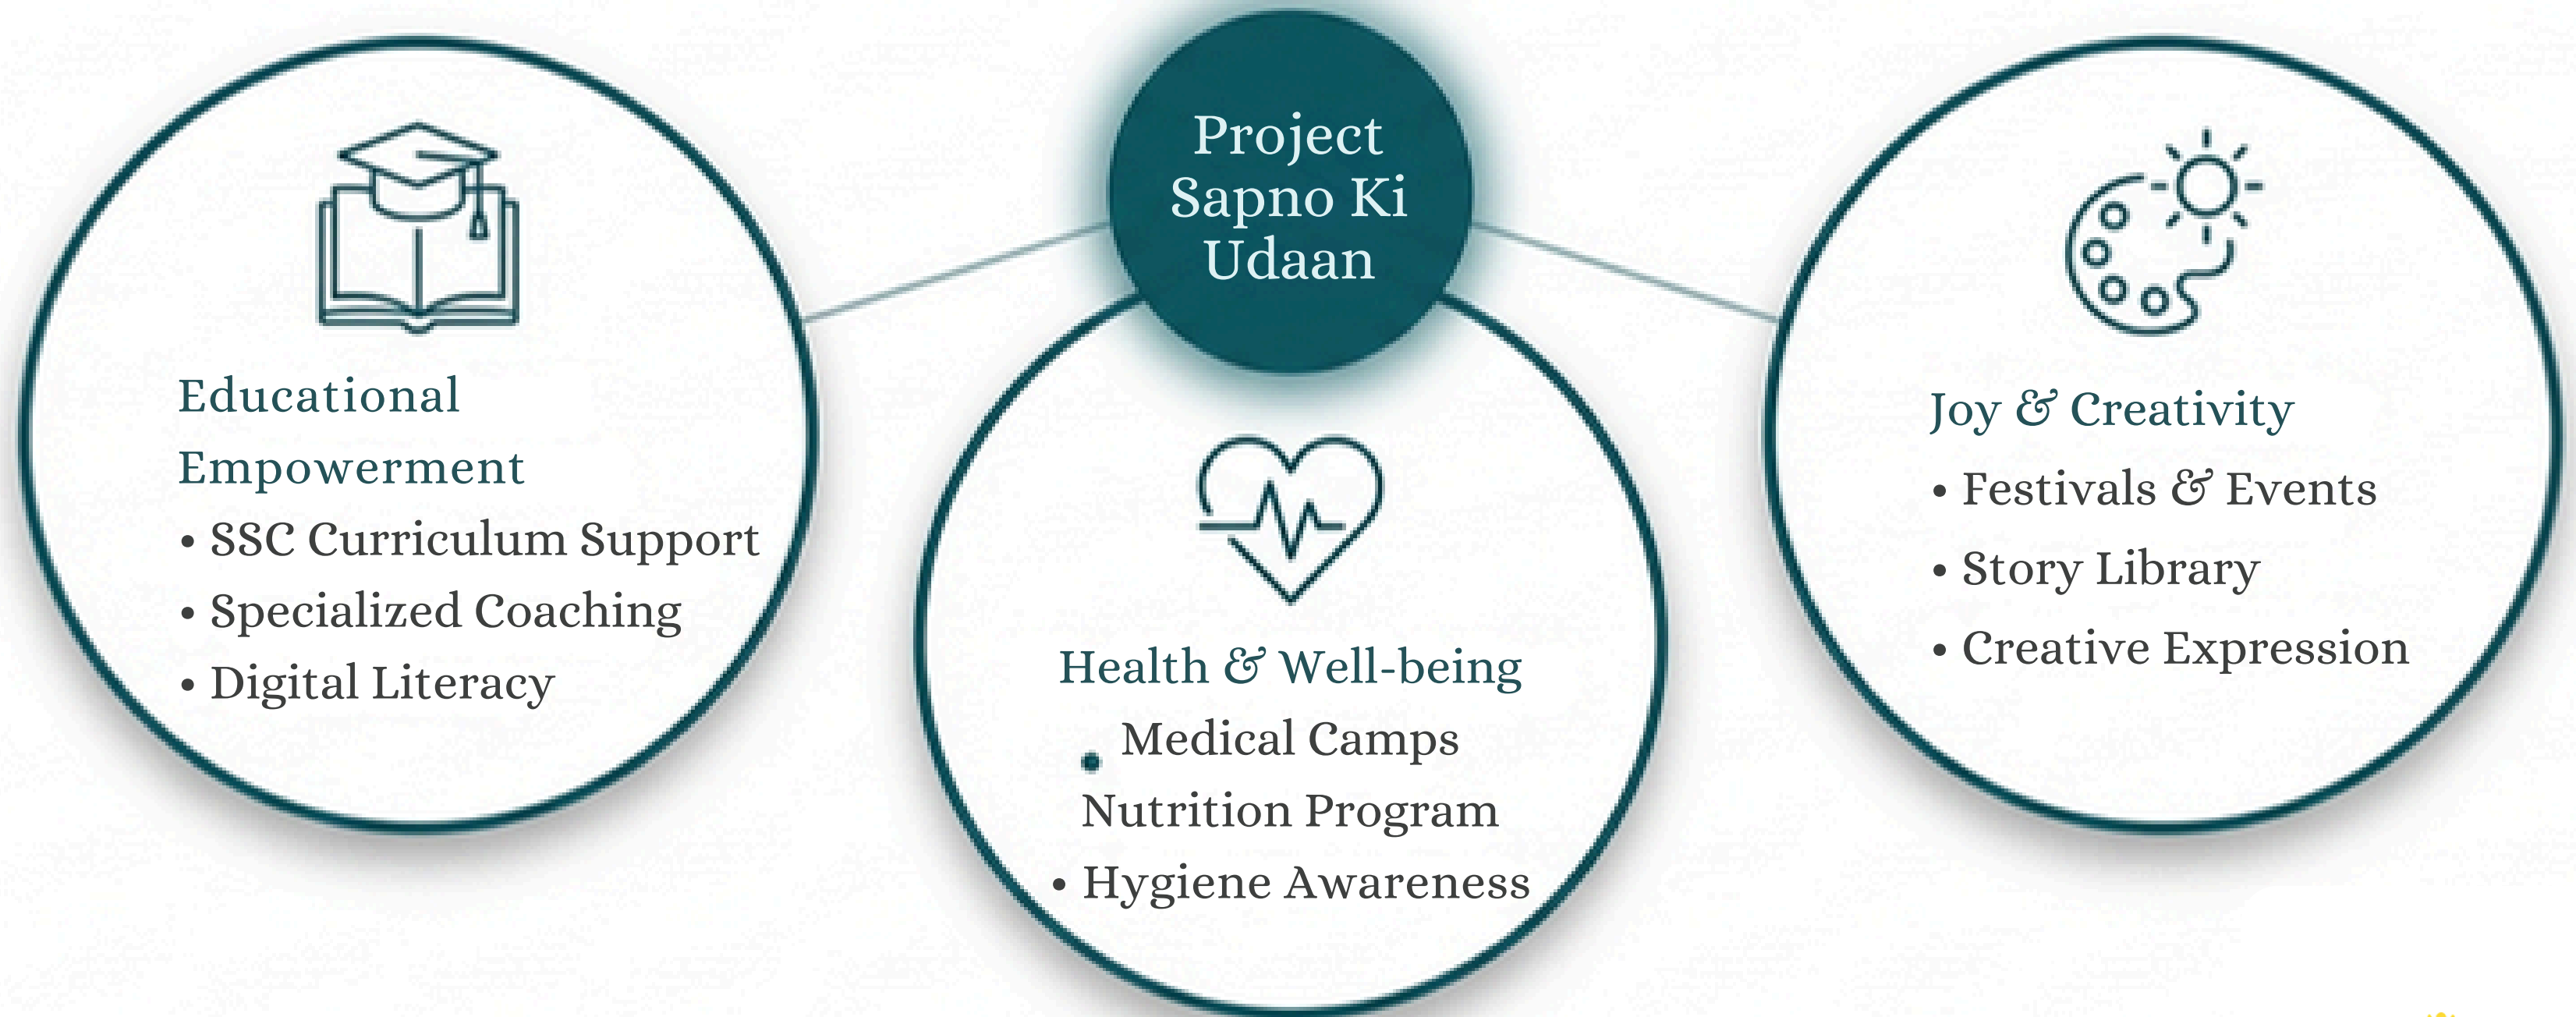 Project
Sapno Ki
Udaan
Educational
Empowerment
• SSC Curriculum Support
• Specialized Coaching
• Digital Literacy
Health & Well-being
• Medical Camps
Nutrition Program
• Hygiene Awareness
Joy & Creativity
• Festivals & Events
• Story Library
• Creative Expression